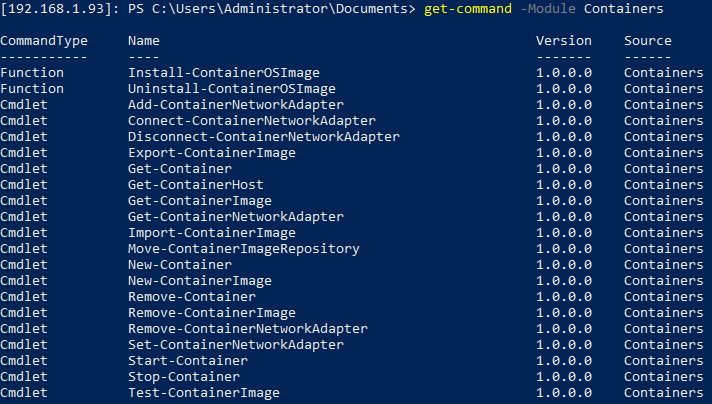 [192.168.1.93]: PS C:\Users\Administrator\Documents> get-command -Module Containers
CommandType Name Version Source
----------- ---- ------- ------
Function Install-ContainerOSImage 1.0.0.0 Containers
Function Uninstall-ContainerOSImage 1.0.0.0 Containers
Cmdlet Add-ContainerNetworkAdapter 1.0.0.0 Containers
Cmdlet Connect-ContainerNetworkAdapter 1.0.0.0 Containers
Cmdlet Disconnect-ContainerNetworkAdapter 1.0.0.0 Containers
Cmdlet Export-ContainerImage 1.0.0.0 Containers
Cmdlet Get-Container 1.0.0.0 Containers
Cmdlet Get-ContainerHost 1.0.0.0 Containers
Cmdlet Get-ContainerImage 1.0.0.0 Containers
Cmdlet Get-ContainerNetworkAdapter 1.0.0.0 Containers
Cmdlet Import-ContainerImage 1.0.0.0 Containers
Cmdlet Move-ContainerImageRepository 1.0.0.0 Containers
Cmdlet New-Container 1.0.0.0 Containers
Cmdlet New-ContainerImage 1.0.0.0 Containers
Cmdlet Remove-Container 1.0.0.0 Containers
Cmdlet Remove-ContainerImage 1.0.0.0 Containers
Cmdlet Remove-ContainerNetworkAdapter 1.0.0.0 Containers
Cmdlet Set-ContainerNetworkAdapter 1.0.0.0 Containers
Cmdlet Start-Container 1.0.0.0 Containers
Cmdlet Stop-Container 1.0.0.0 Containers
Cmdlet Test-ContainerImage 1.0.0.0 Containers